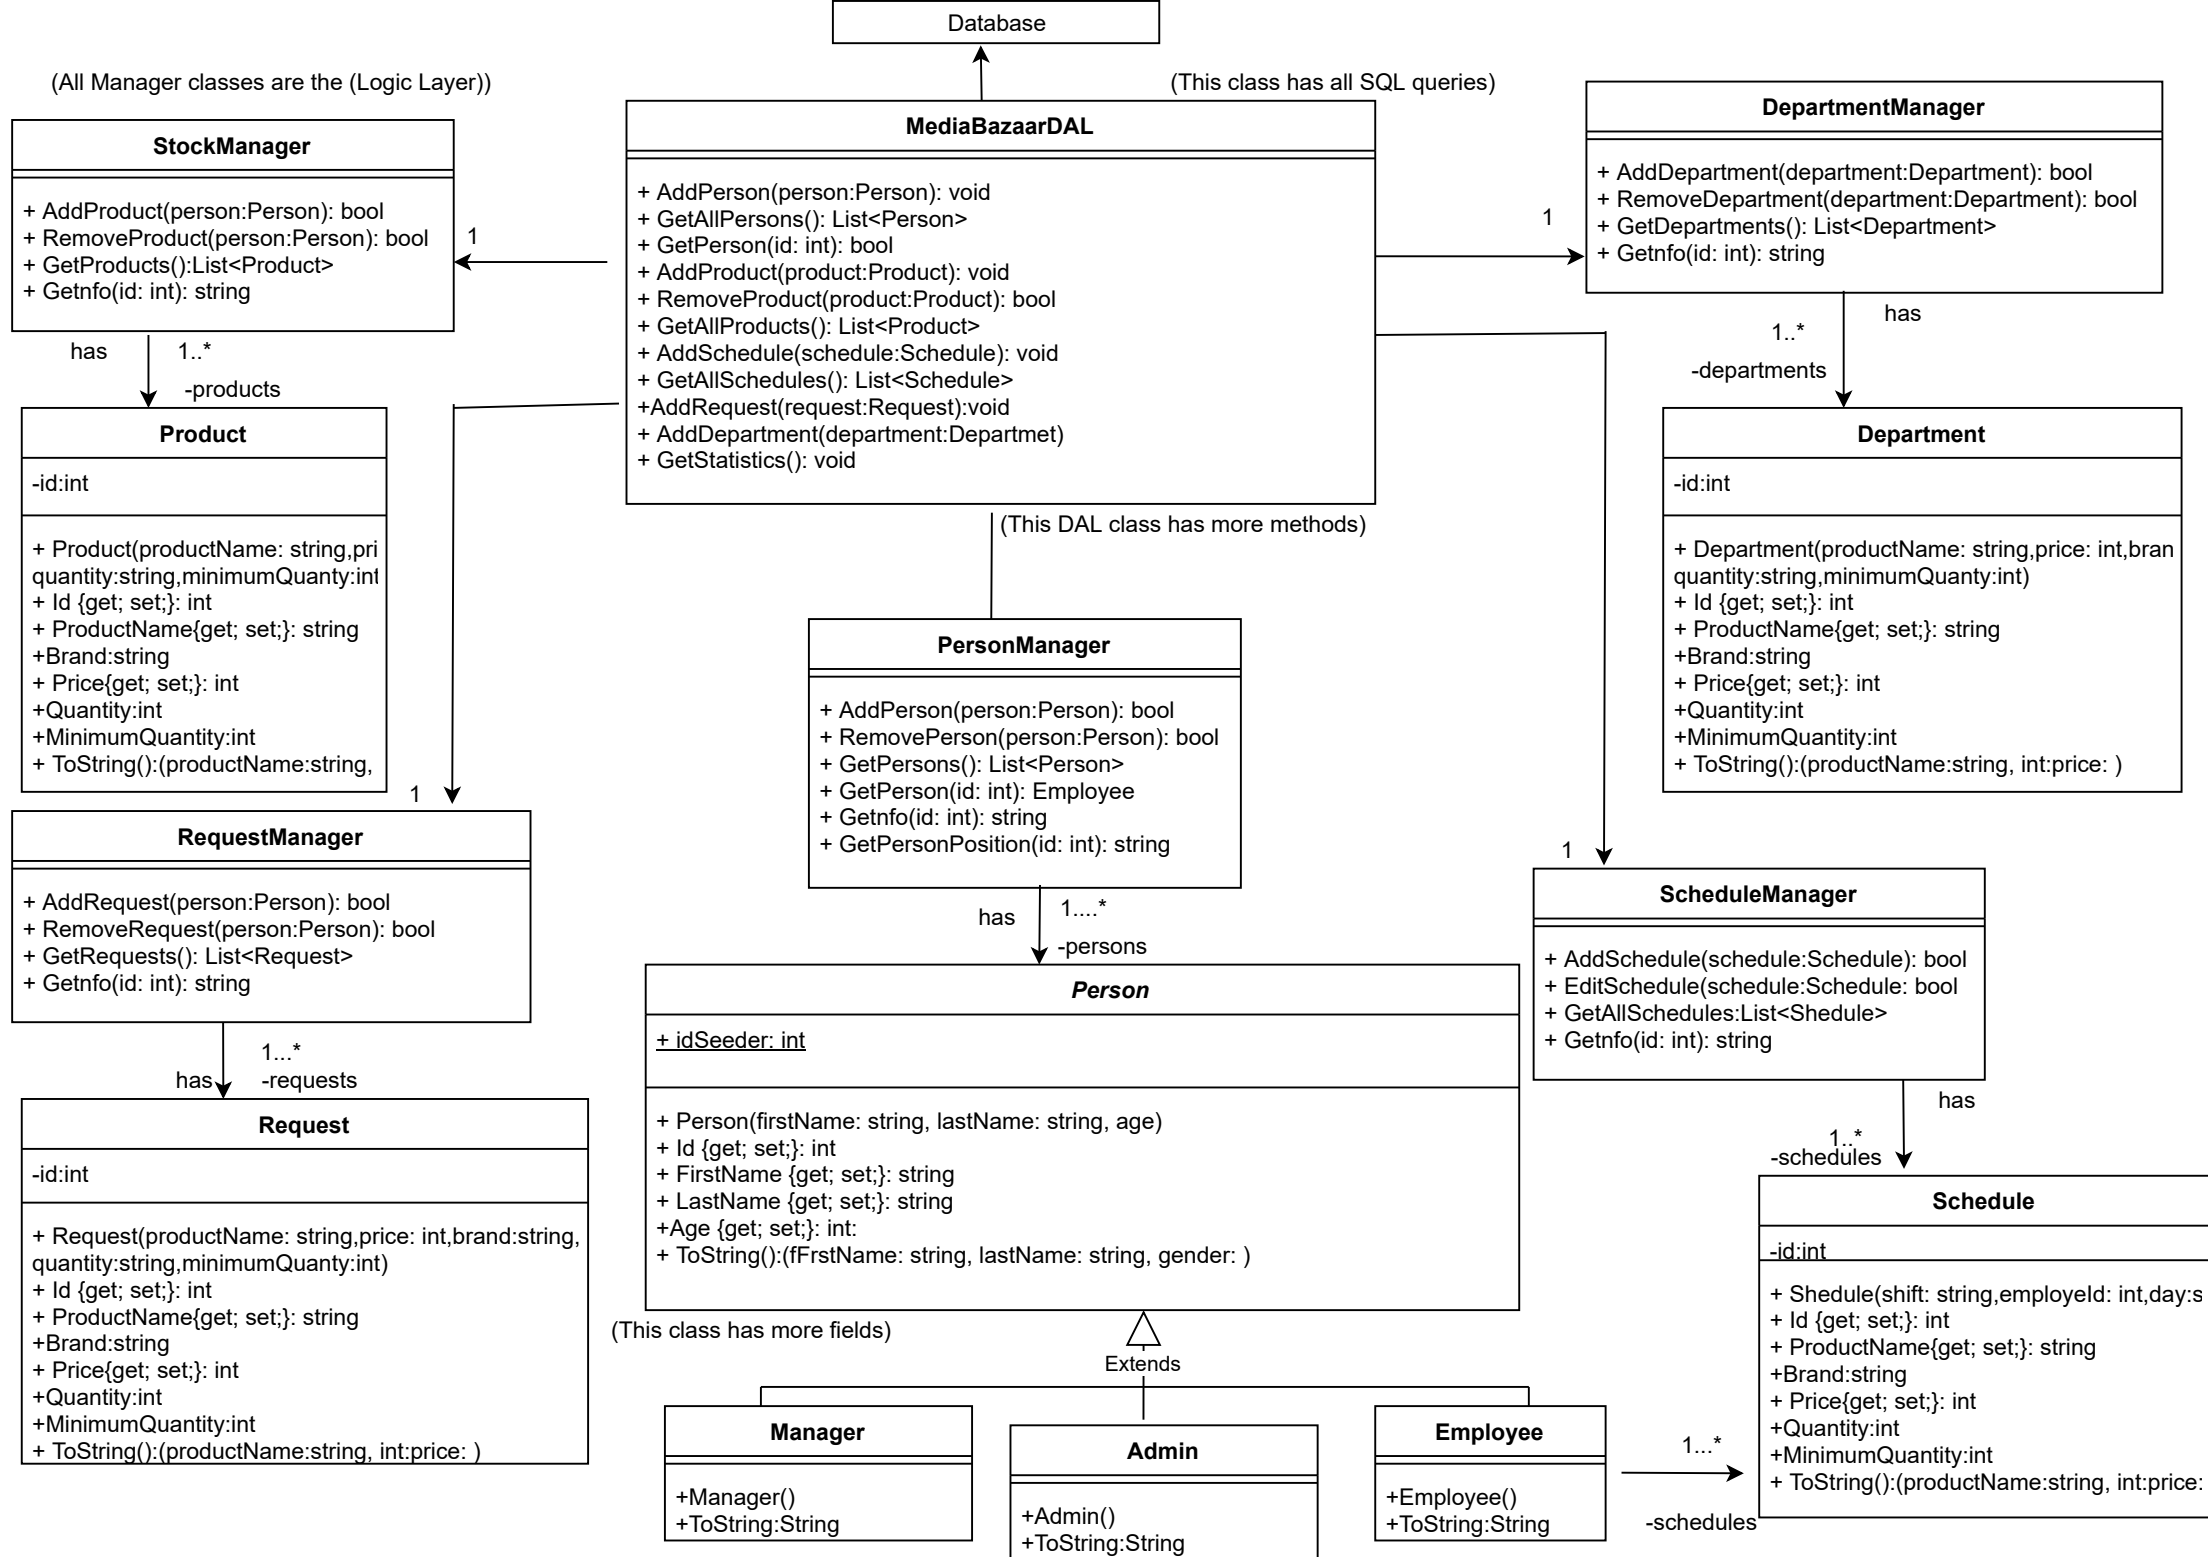 Database
(All Manager classes are the (Logic Layer))
(This class has all SQL queries)
StockManager
+ AddProduct(person:Person): bool
+ RemoveProduct(person:Person): bool
+ GetProducts():List<Product>
+ Getnfo(id: int): string
1
has
1..*
-products
MediaBazaarDAL
+ AddPerson(person:Person): void
+ GetAllPersons(): List<Person>
+ GetPerson(id: int): bool
+ AddProduct(product:Product): void
+ RemoveProduct(product:Product): bool
+ GetAllProducts(): List<Product>
+ AddSchedule(schedule:Schedule): void
+ GetAllSchedules(): List<Schedule>
+AddRequest(request:Request):void
+ AddDepartment(department:Departmet)
+ GetStatistics(): void
(This DAL class has more methods)
1
DepartmentManager
+ AddDepartment(department:Department): bool
+ RemoveDepartment(department:Department): bool
+ GetDepartments(): List<Department>
+ Getnfo(id: int): string
has
1..*
-departments
Product
-id:int
+ Product(productName: string,pri
quantity:string,minimumQuanty:int
+ Id {get; set;}: int
+ ProductName{get; set;}: string
+Brand:string
+ Price{get; set;}: int
+Quantity:int
+MinimumQuantity:int
+ ToString():(productName:string,
Department
-id:int
+ Department(productName: string,price: int,bran
quantity:string,minimumQuanty:int)
+ Id {get; set;}: int
+ ProductName{get; set;}: string
+Brand:string
+ Price{get; set;}: int
+Quantity:int
+MinimumQuantity:int
+ ToString():(productName:string, int:price: )
PersonManager
+ AddPerson(person:Person): bool
+ RemovePerson(person:Person): bool
+ GetPersons(): List<Person>
+ GetPerson(id: int): Employee
+ Getnfo(id: int): string
+ GetPersonPosition(id: int): string
has
1....*
-persons
1
RequestManager
+ AddRequest(person:Person): bool
+ RemoveRequest(person:Person): bool
+ GetRequests(): List<Request>
+ Getnfo(id: int): string
1...*
has
-requests
1
ScheduleManager
+ AddSchedule(schedule:Schedule): bool
+ EditSchedule(schedule:Schedule: bool
+ GetAllSchedules:List<Shedule>
+ Getnfo(id: int): string
has
1..*
-schedules
Person
+ idSeeder: int
+ Person(firstName: string, lastName: string, age)
+ Id {get; set;}: int
+ FirstName {get; set;}: string
+ LastName {get; set;}: string
+Age {get; set;}: int:
+ ToString():(fFrstName: string, lastName: string, gender: )
(This class has more fields)
Extends
Request
-id:int
+ Request(productName: string,price: int,brand:string,
quantity:string,minimumQuanty:int)
+ Id {get; set;}: int
+ ProductName{get; set;}: string
+Brand:string
+ Price{get; set;}: int
+Quantity:int
+MinimumQuantity:int
+ ToString():(productName:string, int:price: )
Manager
+Manager()
+ToString:String
Admin
+Admin()
+ToString:String
Employee
+Employee()
+ToString:String
1...*
-schedules
Schedule
-id:int
+ Shedule(shift: string,employeId: int,day:s
+ Id {get; set;}: int
+ ProductName{get; set;}: string
+Brand:string
+ Price{get; set;}: int
+Quantity:int
+MinimumQuantity:int
+ ToString():(productName:string, int:price: